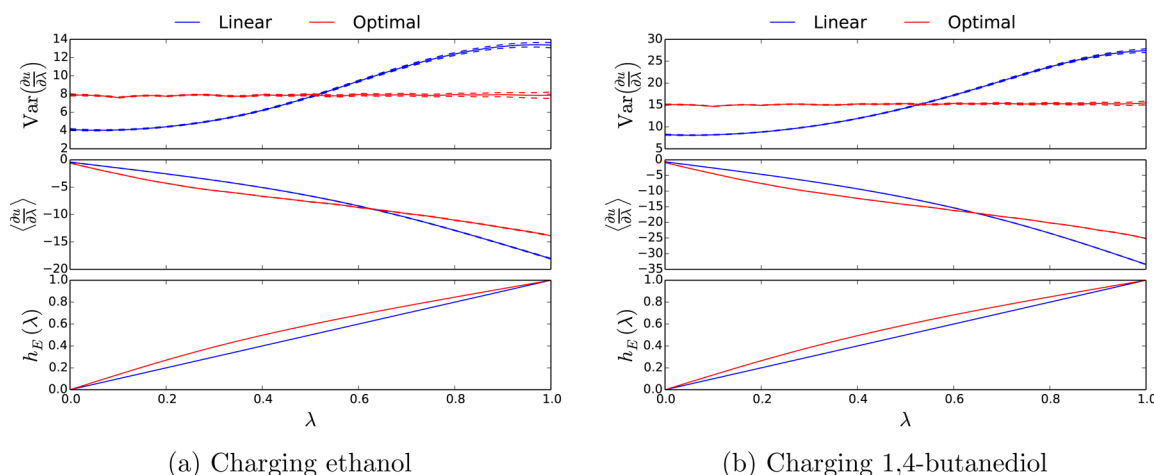 Linear Optimal
Var(∂u/∂λ)
14
12
10
8
6
4
2
⟨∂u/∂λ⟩
0
−5
−10
−15
−20
h_E(λ)
1.0
0.8
0.6
0.4
0.2
0.0
0.0 0.2 0.4 0.6 0.8 1.0
λ
(a) Charging ethanol
Linear Optimal
Var(∂u/∂λ)
30
25
20
15
10
5
⟨∂u/∂λ⟩
0
−5
−10
−15
−20
−25
−30
−35
h_E(λ)
1.0
0.8
0.6
0.4
0.2
0.0
0.0 0.2 0.4 0.6 0.8 1.0
λ
(b) Charging 1,4-butanediol